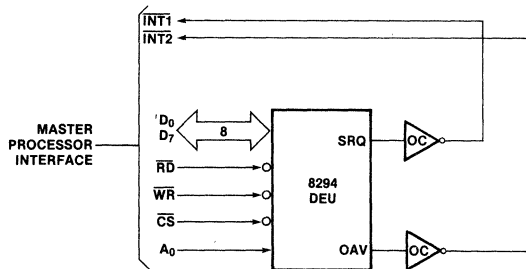 INT1
INT2
'D0
D7
8
MASTER
PROCESSOR
INTERFACE
RD
WR
CS
A0
SRQ
OC
8294
DEU
OAV
OC